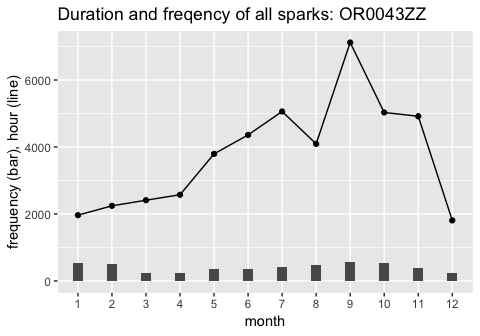 Duration and freqency of all sparks: OR0043ZZ
frequency (bar), hour (line)
6000
4000
2000
0
1 2 3 4 5 6 7 8 9 10 11 12
month